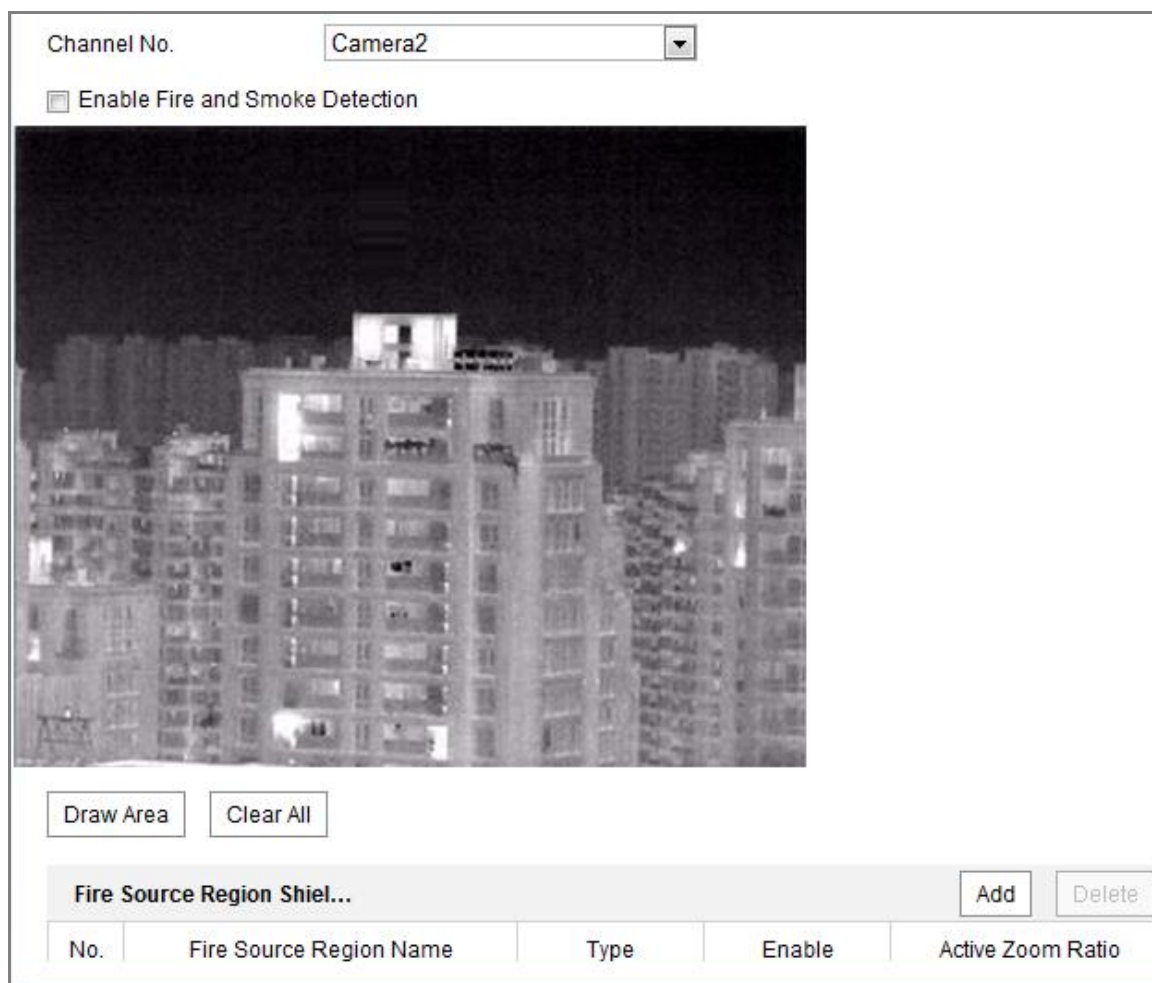 Channel No. Camera2
Enable Fire and Smoke Detection
Draw Area Clear All
Fire Source Region Shiel... Add Delete
No. Fire Source Region Name Type Enable Active Zoom Ratio